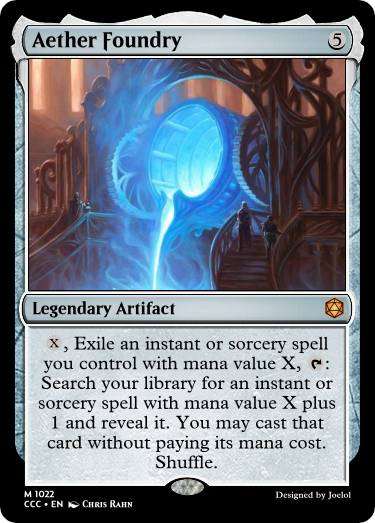 Aether Foundry 5
Legendary Artifact
X, Exile an instant or sorcery spell
you control with mana value X, :
Search your library for an instant or
sorcery spell with mana value X plus
1 and reveal it. You may cast that
card without paying its mana cost.
Shuffle.
M 1022
CCC • EN Chris Rahn
Designed by Joelol